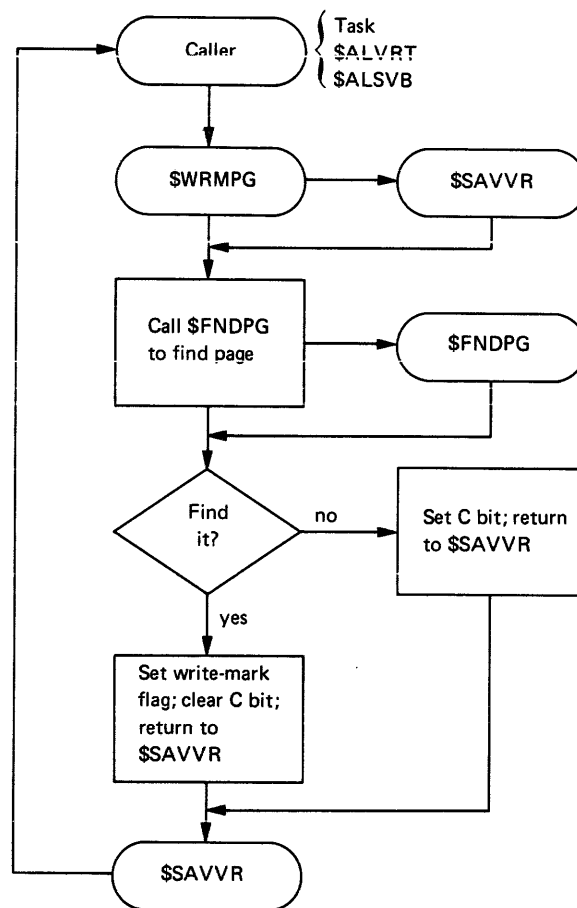 Caller
Task
$ALVRT
$ALSVB
$WRMPG
$SAVVR
Call $FNDPG
to find page
$FNDPG
Find
it?
no
Set C bit; return
to $SAVVR
yes
Set write-mark
flag; clear C bit;
return to
$SAVVR
$SAVVR